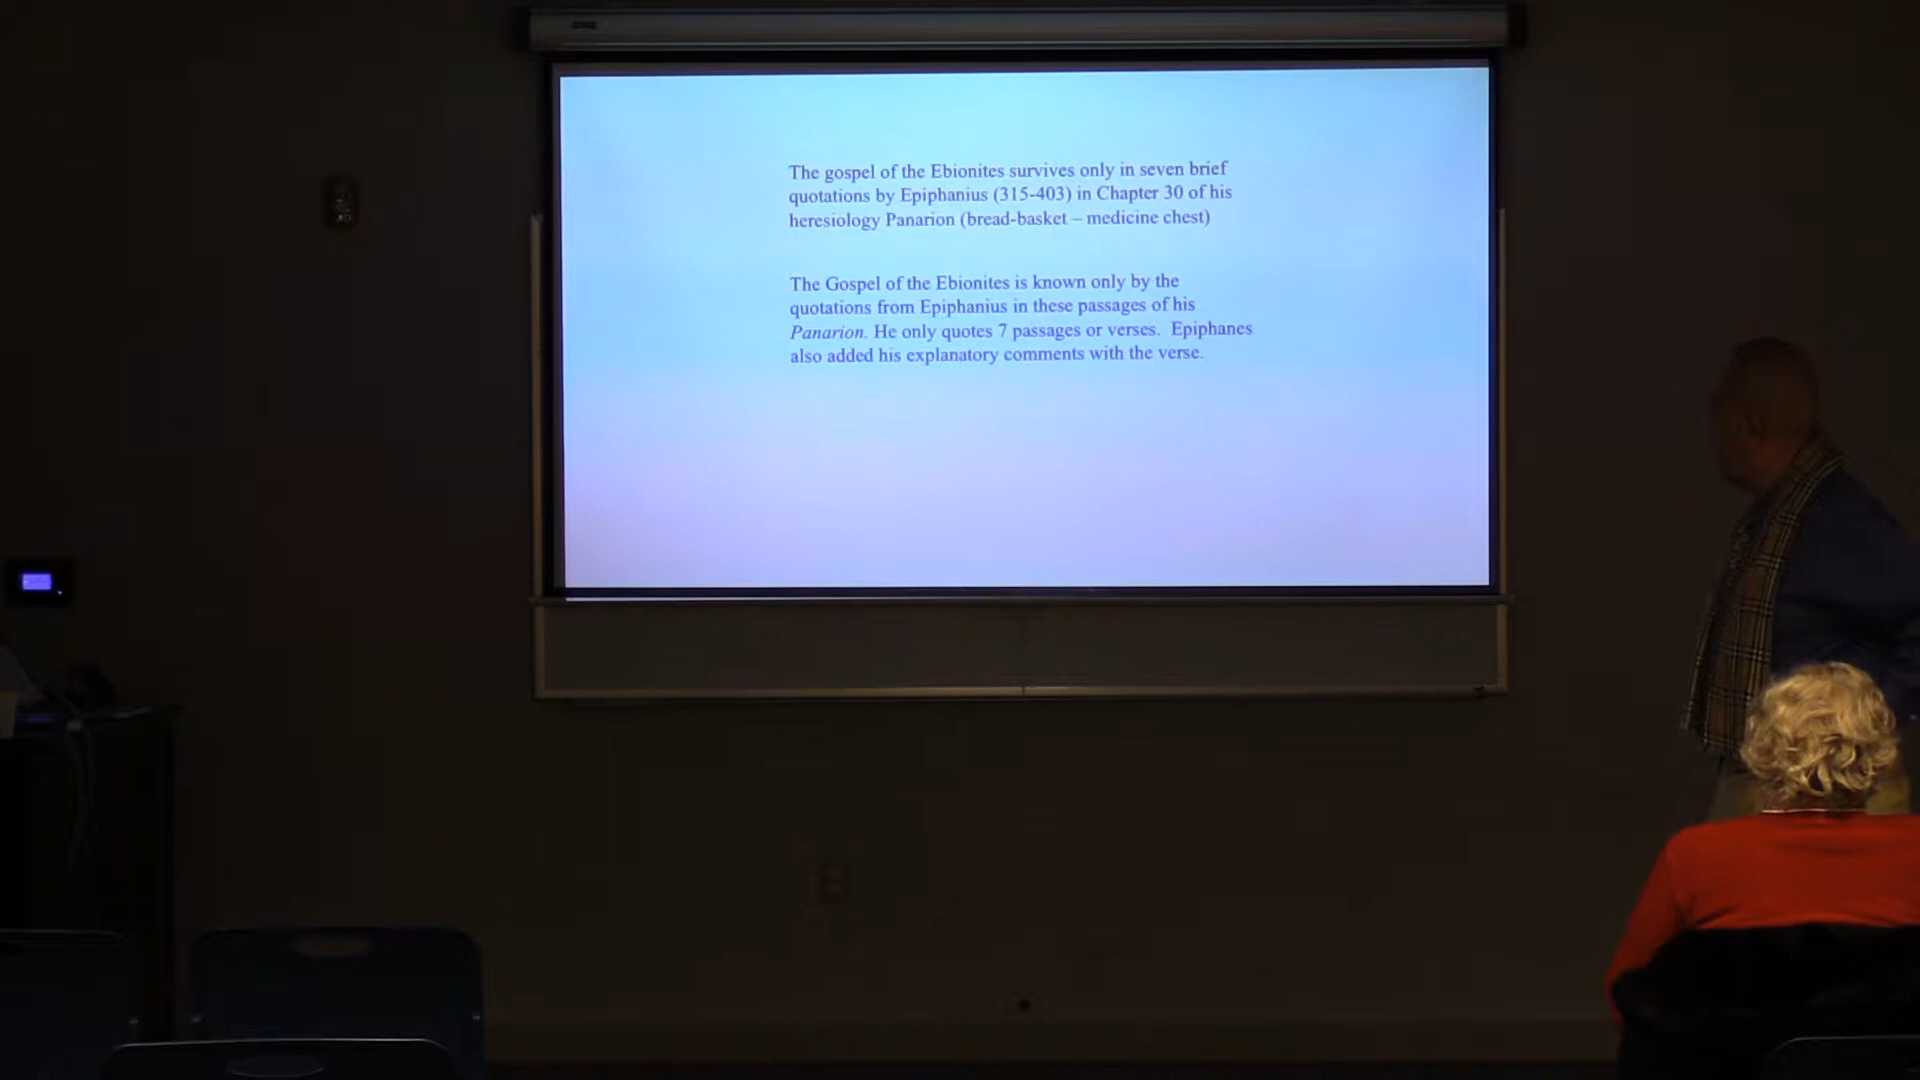 The gospel of the Ebionites survives only in seven brief
quotations by Epiphanius (315-403) in Chapter 30 of his
heresiology Panarion (bread-basket – medicine chest)
The Gospel of the Ebionites is known only by the
quotations from Epiphanius in these passages of his
Panarion. He only quotes 7 passages or verses.  Epiphanes
also added his explanatory comments with the verse.